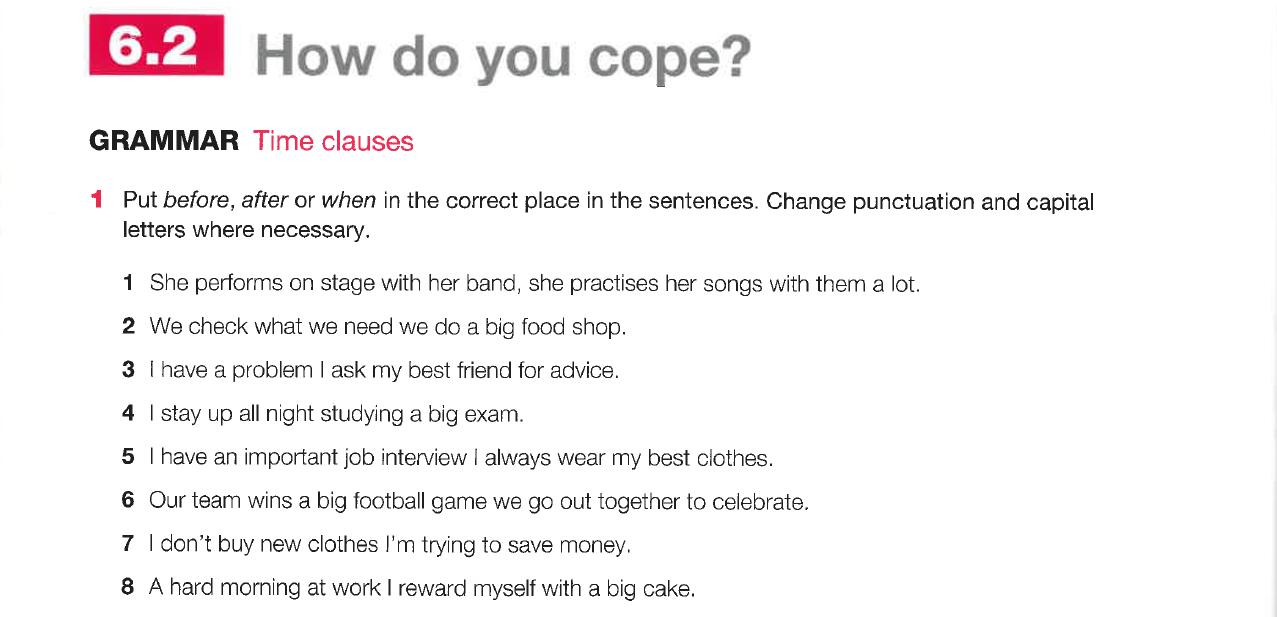 6.2 How do you cope?
GRAMMAR Time clauses
1 Put before, after or when in the correct place in the sentences. Change punctuation and capital
letters where necessary.
1 She performs on stage with her band, she practises her songs with them a lot.
2 We check what we need we do a big food shop.
3 I have a problem I ask my best friend for advice.
4 I stay up all night studying a big exam.
5 I have an important job interview I always wear my best clothes.
6 Our team wins a big football game we go out together to celebrate.
7 I don't buy new clothes I'm trying to save money.
8 A hard morning at work I reward myself with a big cake.